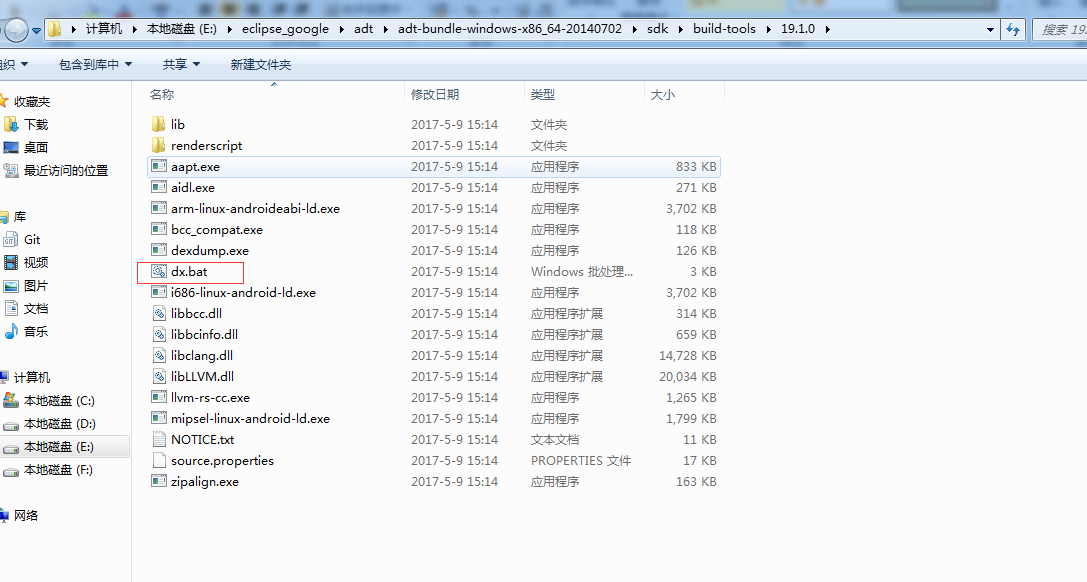 计算机 本地磁盘 (E:) eclipse_google adt adt-bundle-windows-x86_64-20140702 sdk build-tools 19.1.0 搜索 19.
织 包含到库中 共享 新建文件夹
收藏夹
下载
桌面
最近访问的位置
库
Git
视频
图片
文档
音乐
计算机
本地磁盘 (C:)
本地磁盘 (D:)
本地磁盘 (E:)
本地磁盘 (F:)
网络
名称 修改日期 类型 大小
lib 2017-5-9 15:14 文件夹
renderscript 2017-5-9 15:14 文件夹
aapt.exe 2017-5-9 15:14 应用程序 833 KB
aidl.exe 2017-5-9 15:14 应用程序 271 KB
arm-linux-androideabi-ld.exe 2017-5-9 15:14 应用程序 3,702 KB
bcc_compat.exe 2017-5-9 15:14 应用程序 118 KB
dexdump.exe 2017-5-9 15:14 应用程序 126 KB
dx.bat 2017-5-9 15:14 Windows 批处理... 3 KB
i686-linux-android-ld.exe 2017-5-9 15:14 应用程序 3,702 KB
libbcc.dll 2017-5-9 15:14 应用程序扩展 314 KB
libbcinfo.dll 2017-5-9 15:14 应用程序扩展 659 KB
libclang.dll 2017-5-9 15:14 应用程序扩展 14,728 KB
libLLVM.dll 2017-5-9 15:14 应用程序扩展 20,034 KB
llvm-rs-cc.exe 2017-5-9 15:14 应用程序 1,265 KB
mipsel-linux-android-ld.exe 2017-5-9 15:14 应用程序 1,799 KB
NOTICE.txt 2017-5-9 15:14 文本文档 11 KB
source.properties 2017-5-9 15:14 PROPERTIES 文件 17 KB
zipalign.exe 2017-5-9 15:14 应用程序 163 KB